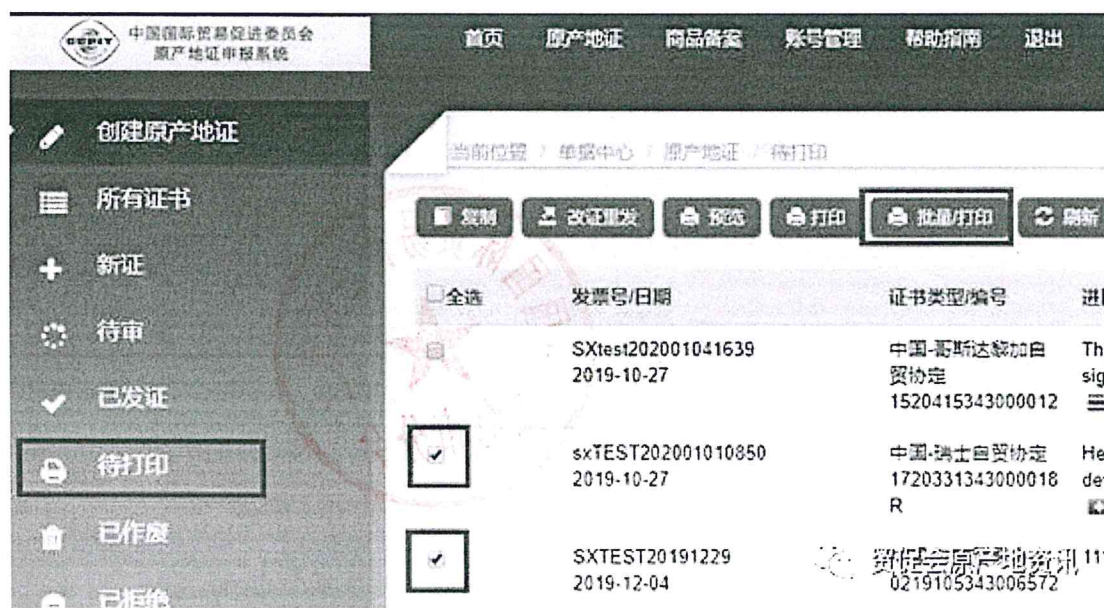 CCPIT
中国国际贸易促进委员会
原产地证申报系统
首页 原产地证 商品备案 账号管理 帮助指南 退出
创建原产地证
所有证书
新证
待审
已发证
待打印
已作废
已拒绝
当前位置 / 单据中心 / 原产地证 / 待打印
复制 改证重发 预览 打印 批量/打印 刷新
全选 发票号/日期 证书类型/编号
SXtest202001041639
2019-10-27
中国-哥斯达黎加自
贸协定
1520415343000012
Th
sig
sxTEST202001010850
2019-10-27
中国-瑞士自贸协定
1720331343000018
R
He
de
SXTEST20191229
2019-12-04
0219105343006572
11
贸促会原产地资讯